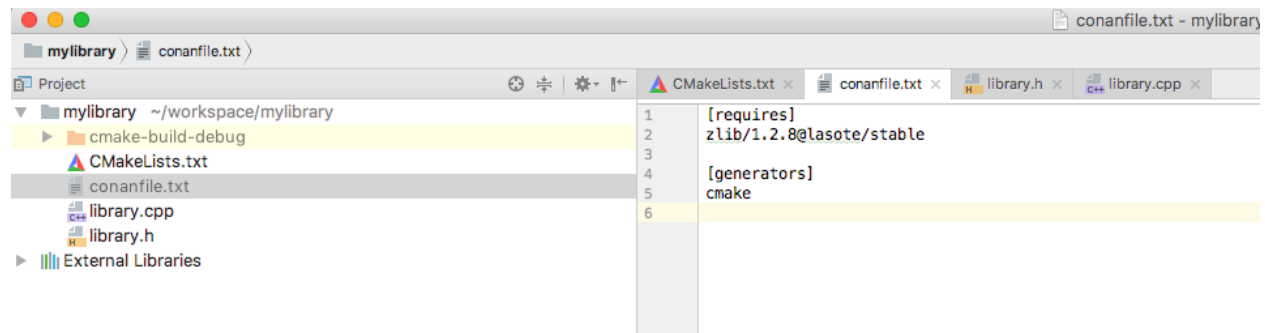 conanfile.txt - mylibrary
mylibrary conanfile.txt
Project
CMakeLists.txt conanfile.txt library.h library.cpp
mylibrary ~/workspace/mylibrary
cmake-build-debug
CMakeLists.txt
conanfile.txt
C++ library.cpp
H library.h
External Libraries
1 [requires]
2 zlib/1.2.8@lasote/stable
3
4 [generators]
5 cmake
6